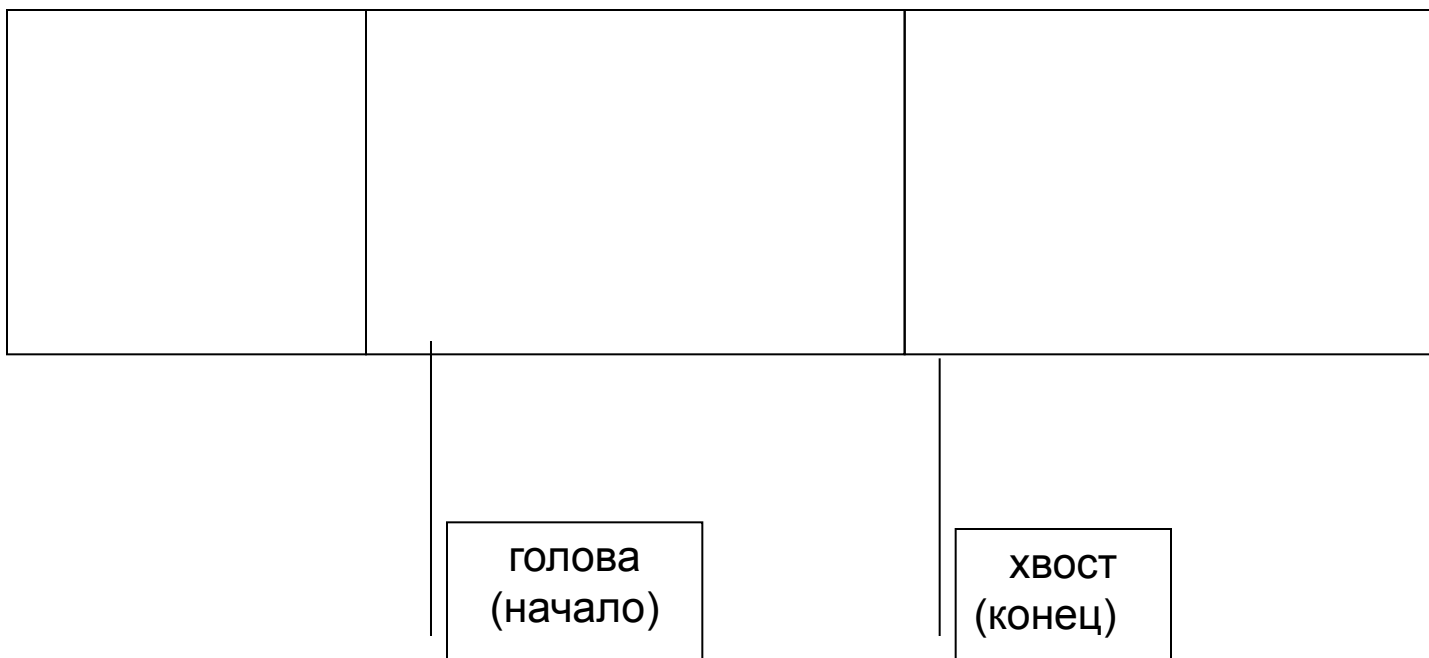 голова
(начало)
хвост
(конец)